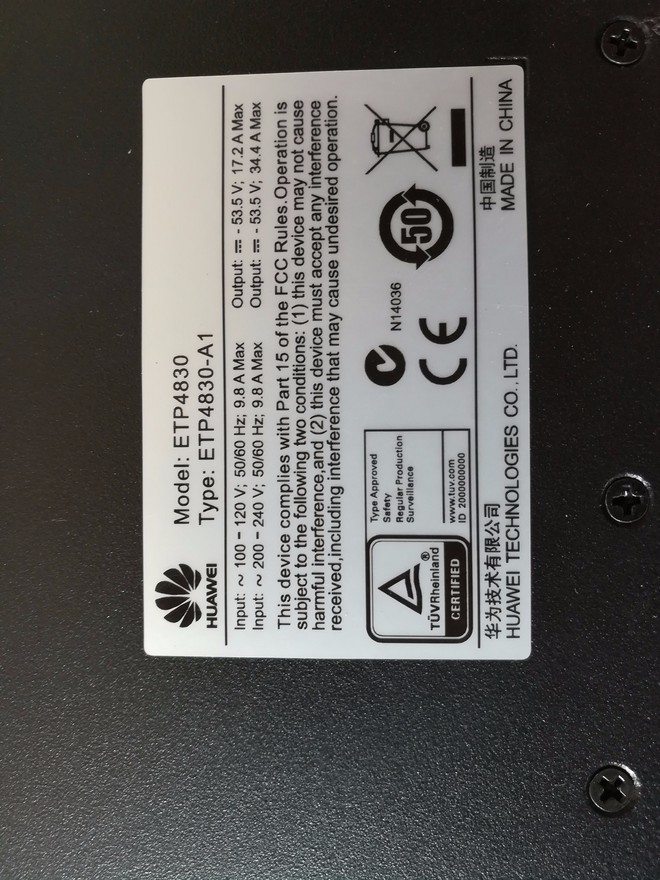 HUAWEI
Model: ETP4830
Type: ETP4830-A1
Input: ~ 100 – 120 V; 50/60 Hz; 9.8 A Max Output: ⎓ - 53.5 V; 17.2 A Max
Input: ~ 200 – 240 V; 50/60 Hz; 9.8 A Max Output: ⎓ - 53.5 V; 34.4 A Max
This device complies with Part 15 of the FCC Rules.Operation is
subject to the following two conditions: (1) this device may not cause
harmful interference,and (2) this device must accept any interference
received,including interference that may cause undesired operation.
TÜVRheinland®
CERTIFIED
Type Approved
Safety
Regular Production
Surveillance
www.tuv.com
ID 2000000000
N14036
CE
50
华为技术有限公司 中国制造
HUAWEI TECHNOLOGIES CO., LTD. MADE IN CHINA